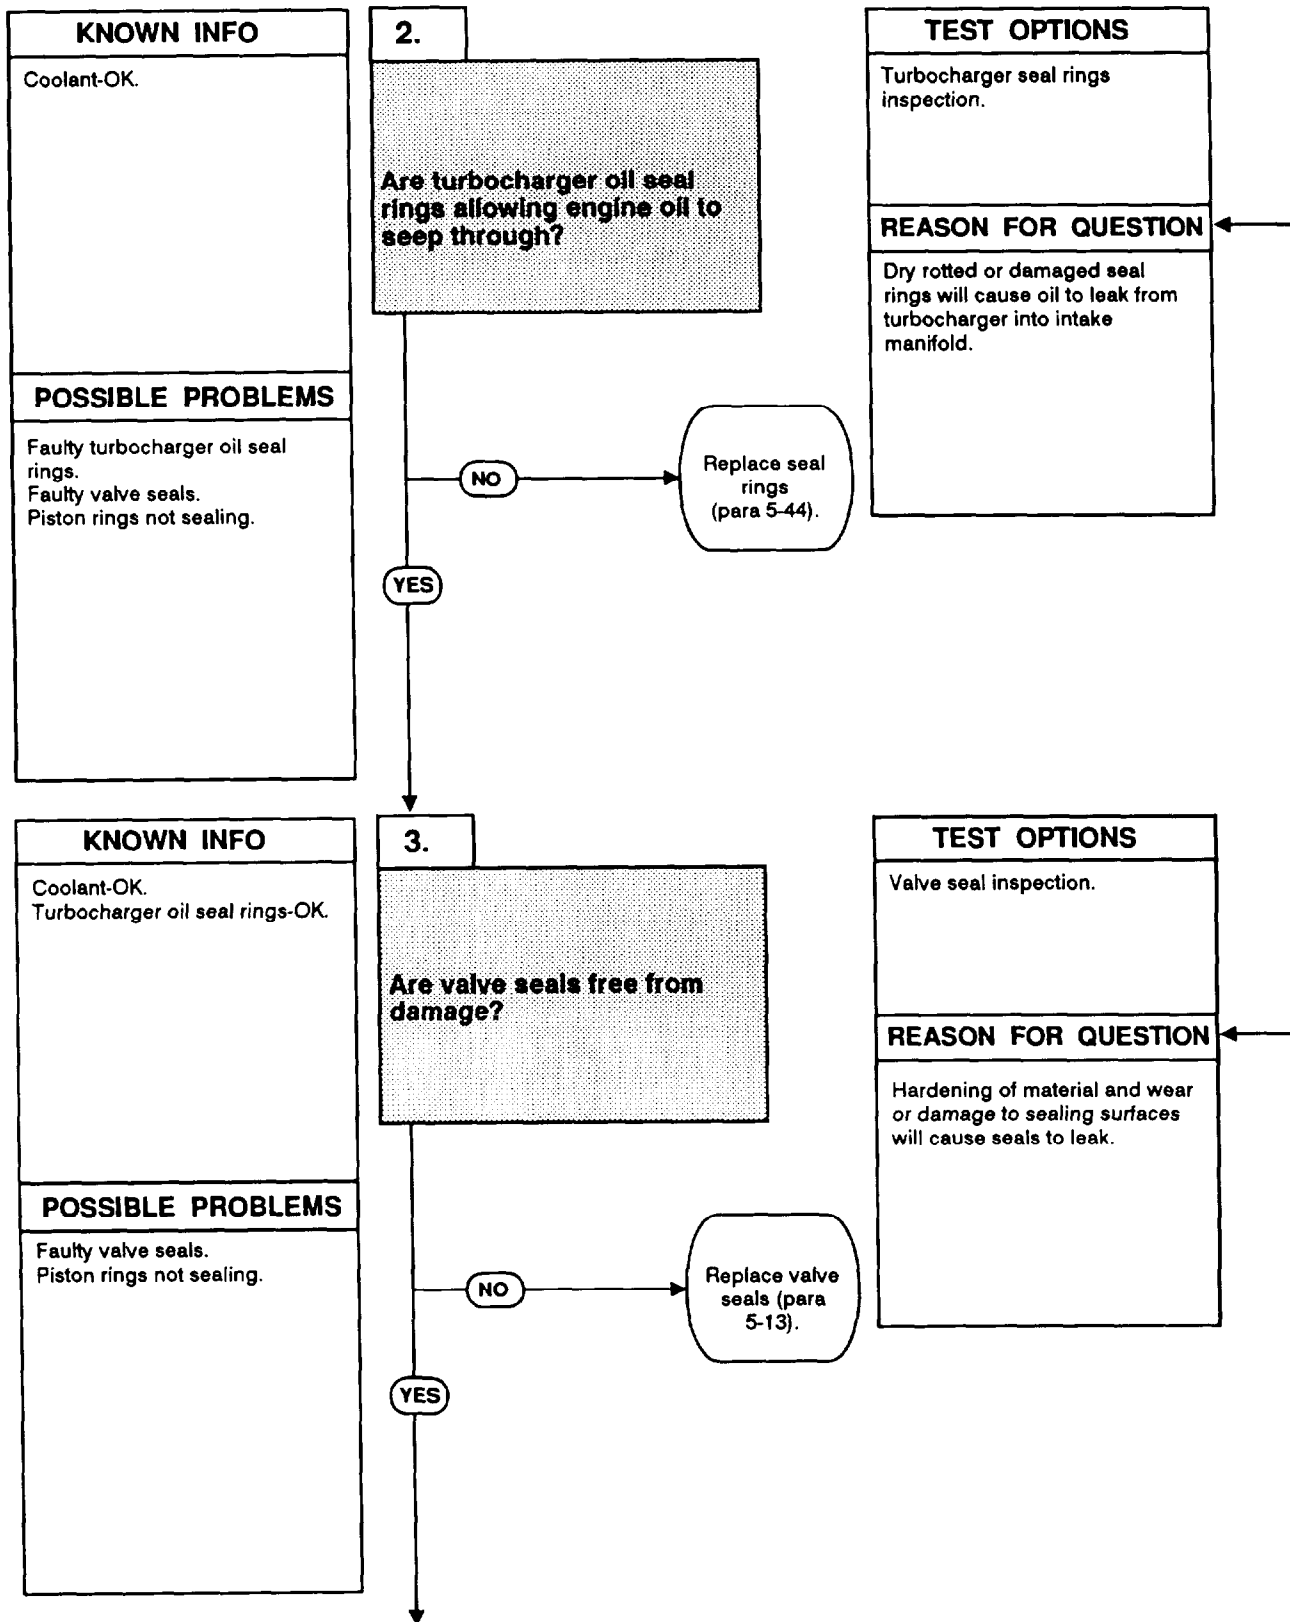 KNOWN INFO
Coolant-OK.
POSSIBLE PROBLEMS
Faulty turbocharger oil seal
rings.
Faulty valve seals.
Piston rings not sealing.
2.
Are turbocharger oil seal
rings allowing engine oil to
seep through?
NO
Replace seal
rings
(para 5-44).
YES
TEST OPTIONS
Turbocharger seal rings
inspection.
REASON FOR QUESTION
Dry rotted or damaged seal
rings will cause oil to leak from
turbocharger into intake
manifold.
KNOWN INFO
Coolant-OK.
Turbocharger oil seal rings-OK.
POSSIBLE PROBLEMS
Faulty valve seals.
Piston rings not sealing.
3.
Are valve seals free from
damage?
NO
Replace valve
seals (para
5-13).
YES
TEST OPTIONS
Valve seal inspection.
REASON FOR QUESTION
Hardening of material and wear
or damage to sealing surfaces
will cause seals to leak.